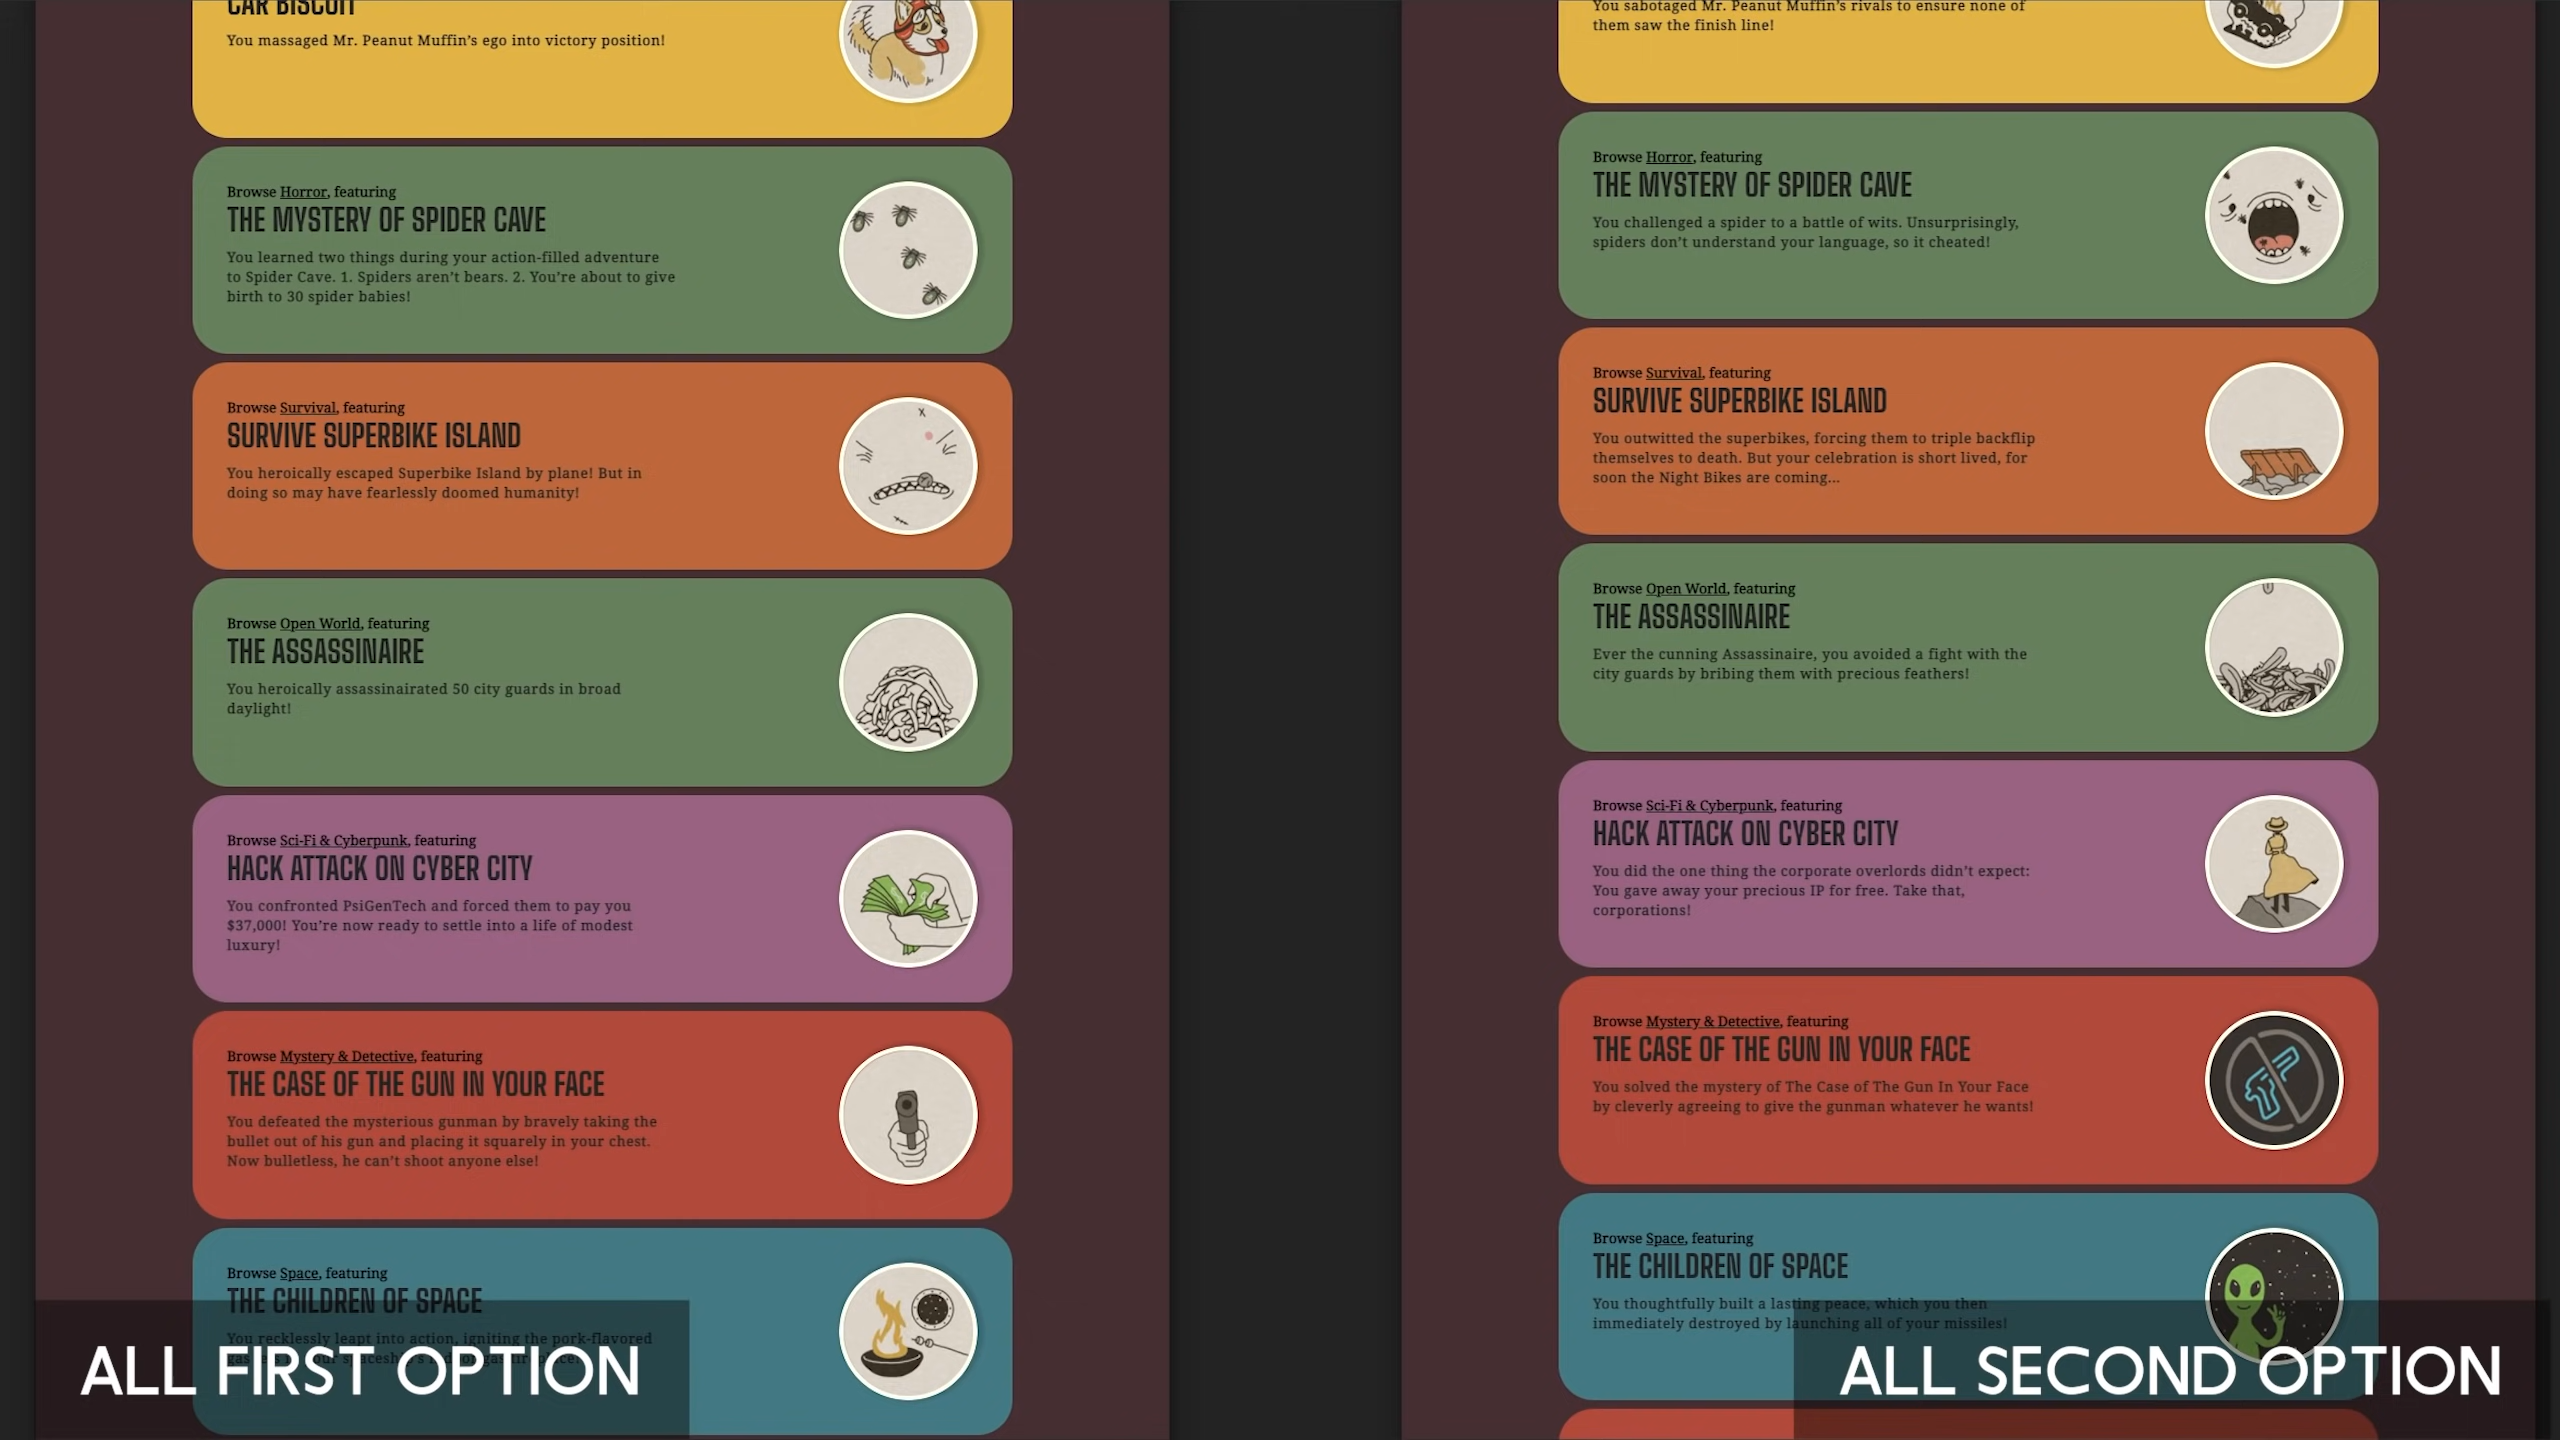 CAR BISCUIT
You massaged Mr. Peanut Muffin’s ego into victory position!
Browse Horror, featuring
THE MYSTERY OF SPIDER CAVE
You learned two things during your action-filled adventure
to Spider Cave. 1. Spiders aren’t bears. 2. You’re about to give
birth to 30 spider babies!
Browse Survival, featuring
SURVIVE SUPERBIKE ISLAND
You heroically escaped Superbike Island by plane! But in
doing so may have fearlessly doomed humanity!
Browse Open World, featuring
THE ASSASSINAIRE
You heroically assassinairated 50 city guards in broad
daylight!
Browse Sci-Fi & Cyberpunk, featuring
HACK ATTACK ON CYBER CITY
You confronted PsiGenTech and forced them to pay you
$37,000! You’re now ready to settle into a life of modest
luxury!
Browse Mystery & Detective, featuring
THE CASE OF THE GUN IN YOUR FACE
You defeated the mysterious gunman by bravely taking the
bullet out of his gun and placing it squarely in your chest.
Now bulletless, he can’t shoot anyone else!
Browse Space, featuring
THE CHILDREN OF SPACE
You recklessly leapt into action, igniting the pork-flavored
ALL FIRST OPTION
You sabotaged Mr. Peanut Muffin’s rivals to ensure none of
them saw the finish line!
Browse Horror, featuring
THE MYSTERY OF SPIDER CAVE
You challenged a spider to a battle of wits. Unsurprisingly,
spiders don’t understand your language, so it cheated!
Browse Survival, featuring
SURVIVE SUPERBIKE ISLAND
You outwitted the superbikes, forcing them to triple backflip
themselves to death. But your celebration is short lived, for
soon the Night Bikes are coming...
Browse Open World, featuring
THE ASSASSINAIRE
Ever the cunning Assassinaire, you avoided a fight with the
city guards by bribing them with precious feathers!
Browse Sci-Fi & Cyberpunk, featuring
HACK ATTACK ON CYBER CITY
You did the one thing the corporate overlords didn’t expect:
You gave away your precious IP for free. Take that,
corporations!
Browse Mystery & Detective, featuring
THE CASE OF THE GUN IN YOUR FACE
You solved the mystery of The Case of The Gun In Your Face
by cleverly agreeing to give the gunman whatever he wants!
Browse Space, featuring
THE CHILDREN OF SPACE
You thoughtfully built a lasting peace, which you then
immediately destroyed by launching all of your missiles!
ALL SECOND OPTION